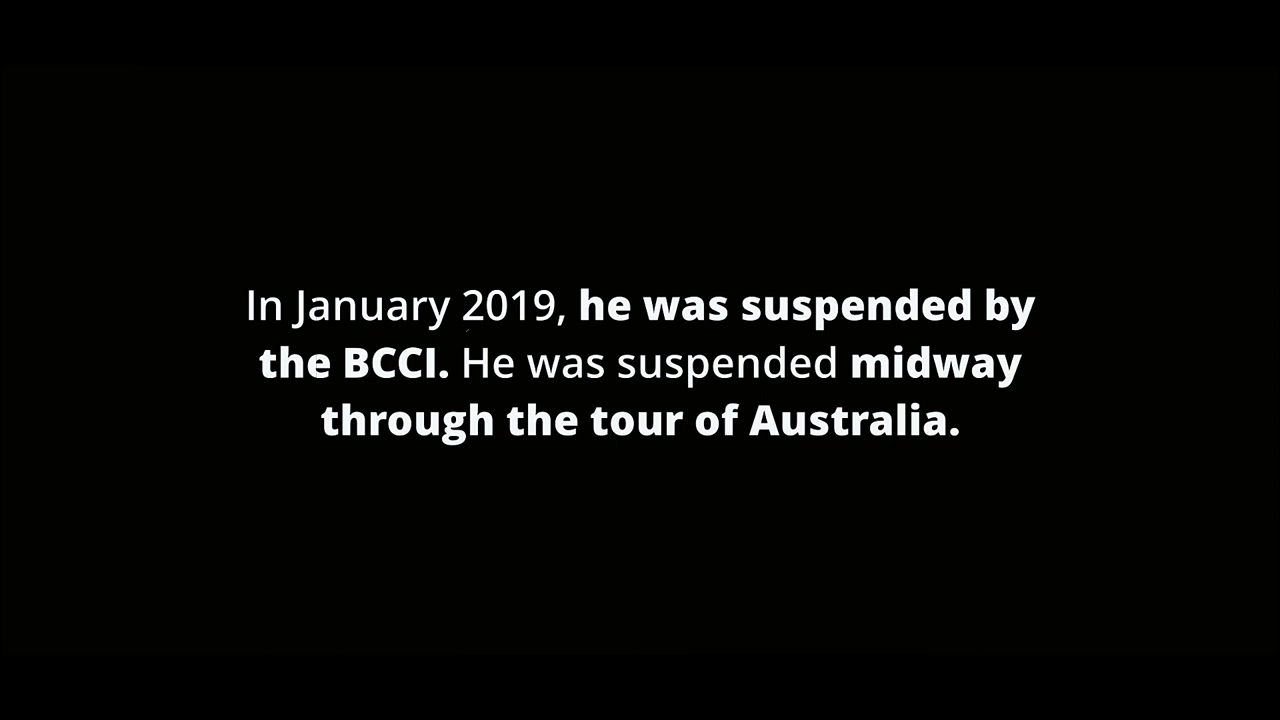 In January 2019, he was suspended by
the BCCI. He was suspended midway
through the tour of Australia.